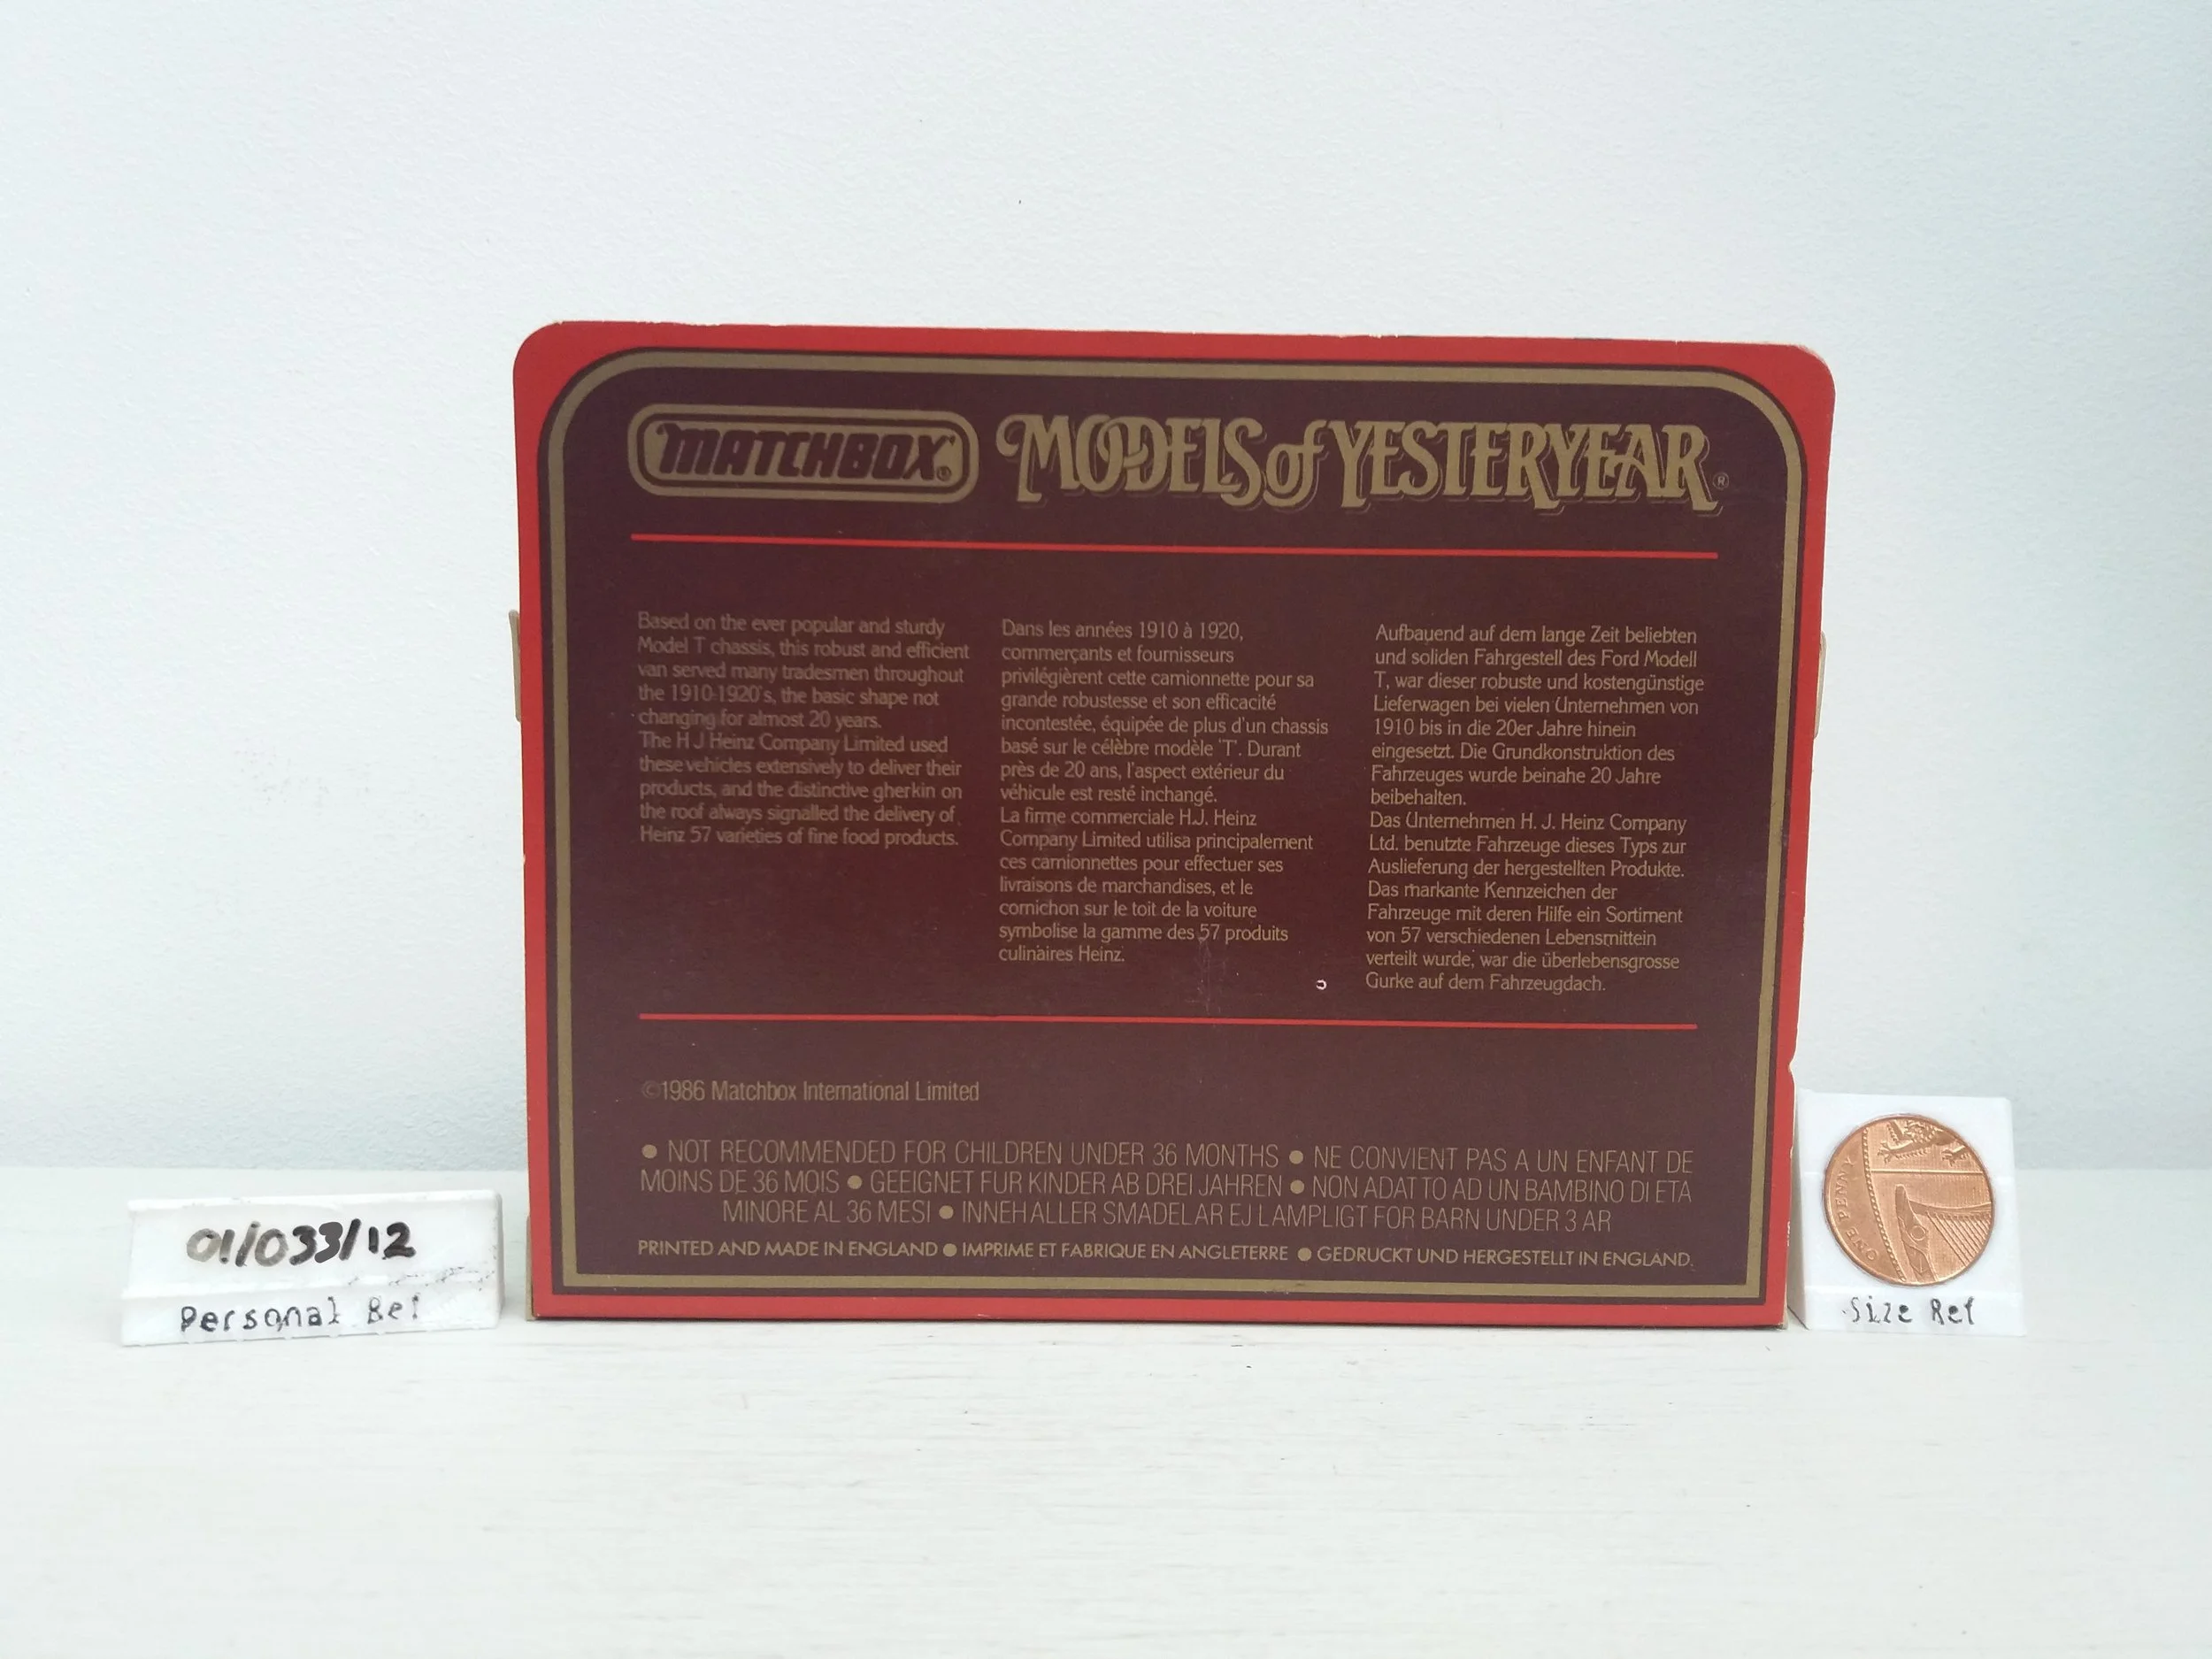 MATCHBOX® MODELS of YESTERYEAR®
Based on the ever popular and sturdy
Model T chassis, this robust and efficient
van served many tradesmen throughout
the 1910-1920's, the basic shape not
changing for almost 20 years.
The H J Heinz Company Limited used
these vehicles extensively to deliver their
products, and the distinctive gherkin on
the roof always signalled the delivery of
Heinz 57 varieties of fine food products.
Dans les années 1910 à 1920,
commerçants et fournisseurs
privilégièrent cette camionnette pour sa
grande robustesse et son efficacité
incontestée, équipée de plus d'un chassis
basé sur le célèbre modèle 'T'. Durant
près de 20 ans, l'aspect extérieur du
véhicule est resté inchangé.
La firme commerciale H.J. Heinz
Company Limited utilisa principalement
ces camionnettes pour effectuer ses
livraisons de marchandises, et le
cornichon sur le toit de la voiture
symbolise la gamme des 57 produits
culinaires Heinz.
Aufbauend auf dem lange Zeit beliebten
und soliden Fahrgestell des Ford Modell
T, war dieser robuste und kostengünstige
Lieferwagen bei vielen Unternehmen von
1910 bis in die 20er Jahre hinein
eingesetzt. Die Grundkonstruktion des
Fahrzeuges wurde beinahe 20 Jahre
beibehalten.
Das Unternehmen H. J. Heinz Company
Ltd. benutzte Fahrzeuge dieses Typs zur
Auslieferung der hergestellten Produkte.
Das markante Kennzeichen der
Fahrzeuge mit deren Hilfe ein Sortiment
von 57 verschiedenen Lebensmittein
verteilt wurde, war die überlebensgrosse
Gurke auf dem Fahrzeugdach.
©1986 Matchbox International Limited
● NOT RECOMMENDED FOR CHILDREN UNDER 36 MONTHS ● NE CONVIENT PAS A UN ENFANT DE
MOINS DE 36 MOIS ● GEEIGNET FUR KINDER AB DREI JAHREN ● NON ADATTO AD UN BAMBINO DI ETA
MINORE AL 36 MESI ● INNEHALLER SMADELAR EJ LAMPLIGT FOR BARN UNDER 3 AR
PRINTED AND MADE IN ENGLAND ● IMPRIME ET FABRIQUE EN ANGLETERRE ● GEDRUCKT UND HERGESTELLT IN ENGLAND.
01/033/12
Personal Ref
ONE PENNY
Size Ref